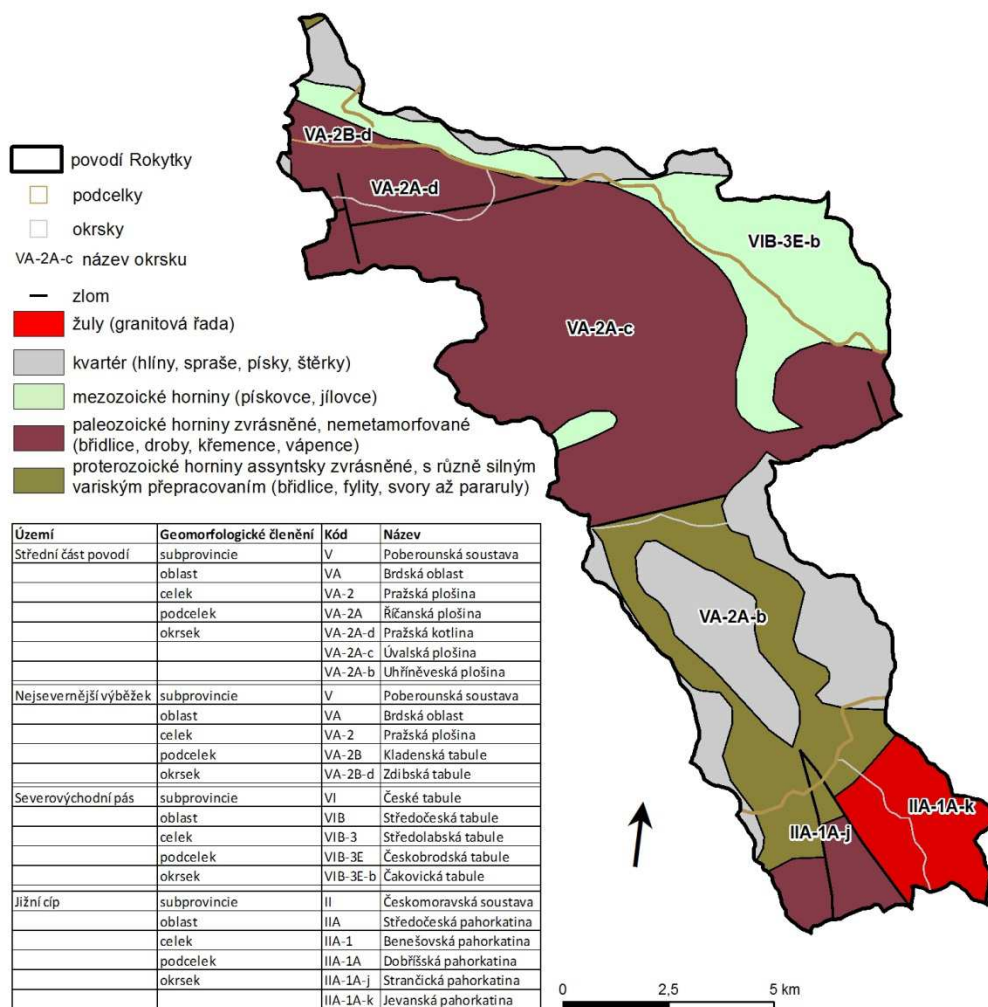 povodí Rokytky
podcelky
okrsky
VA-2A-c název okrsku
zlom
žuly (granitová řada)
kvartér (hlíny, spraše, písky, štěrky)
mezozoické horniny (pískovce, jílovce)
paleozoické horniny zvrásněné, nemetamorfované
(břidlice, droby, křemence, vápence)
proterozoické horniny assyntsky zvrásněné, s různě silným
variským přepracovaním (břidlice, fylity, svory až pararuly)
VA-2B-d
VA-2A-d
VIB-3E-b
VA-2A-c
VA-2A-b
IIA-1A-k
IIA-1A-j
Území Geomorfologické členění Kód Název
Střední část povodí subprovincie V Poberounská soustava
oblast VA Brdská oblast
celek VA-2 Pražská plošina
podcelek VA-2A Říčanská plošina
okrsek VA-2A-d Pražská kotlina
VA-2A-c Úvalská plošina
VA-2A-b Uhříněveská plošina
Nejsevernější výběžek subprovincie V Poberounská soustava
oblast VA Brdská oblast
celek VA-2 Pražská plošina
podcelek VA-2B Kladenská tabule
okrsek VA-2B-d Zdibská tabule
Severovýchodní pás subprovincie VI České tabule
oblast VIB Středočeská tabule
celek VIB-3 Středolabská tabule
podcelek VIB-3E Českobrodská tabule
okrsek VIB-3E-b Čakovická tabule
Jižní cíp subprovincie II Českomoravská soustava
oblast IIA Středočeská pahorkatina
celek IIA-1 Benešovská pahorkatina
podcelek IIA-1A Dobříšská pahorkatina
okrsek IIA-1A-j Strančická pahorkatina
IIA-1A-k Jevanská pahorkatina
0 2,5 5 km